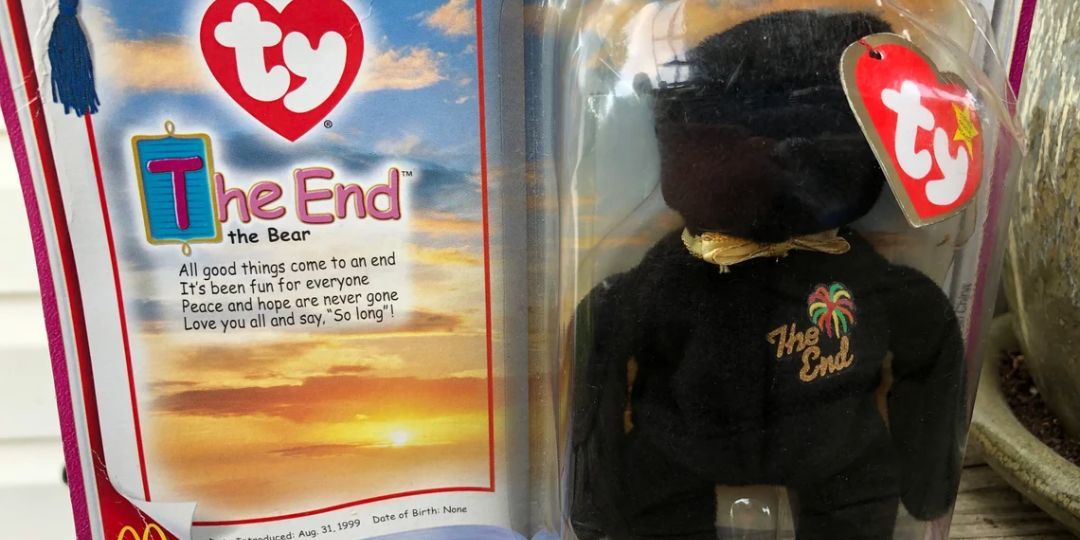 ty
®
The End™
the Bear
All good things come to an end
It's been fun for everyone
Peace and hope are never gone
Love you all and say, "So long"!
Introduced: Aug. 31, 1999 Date of Birth: None
ty
The
End